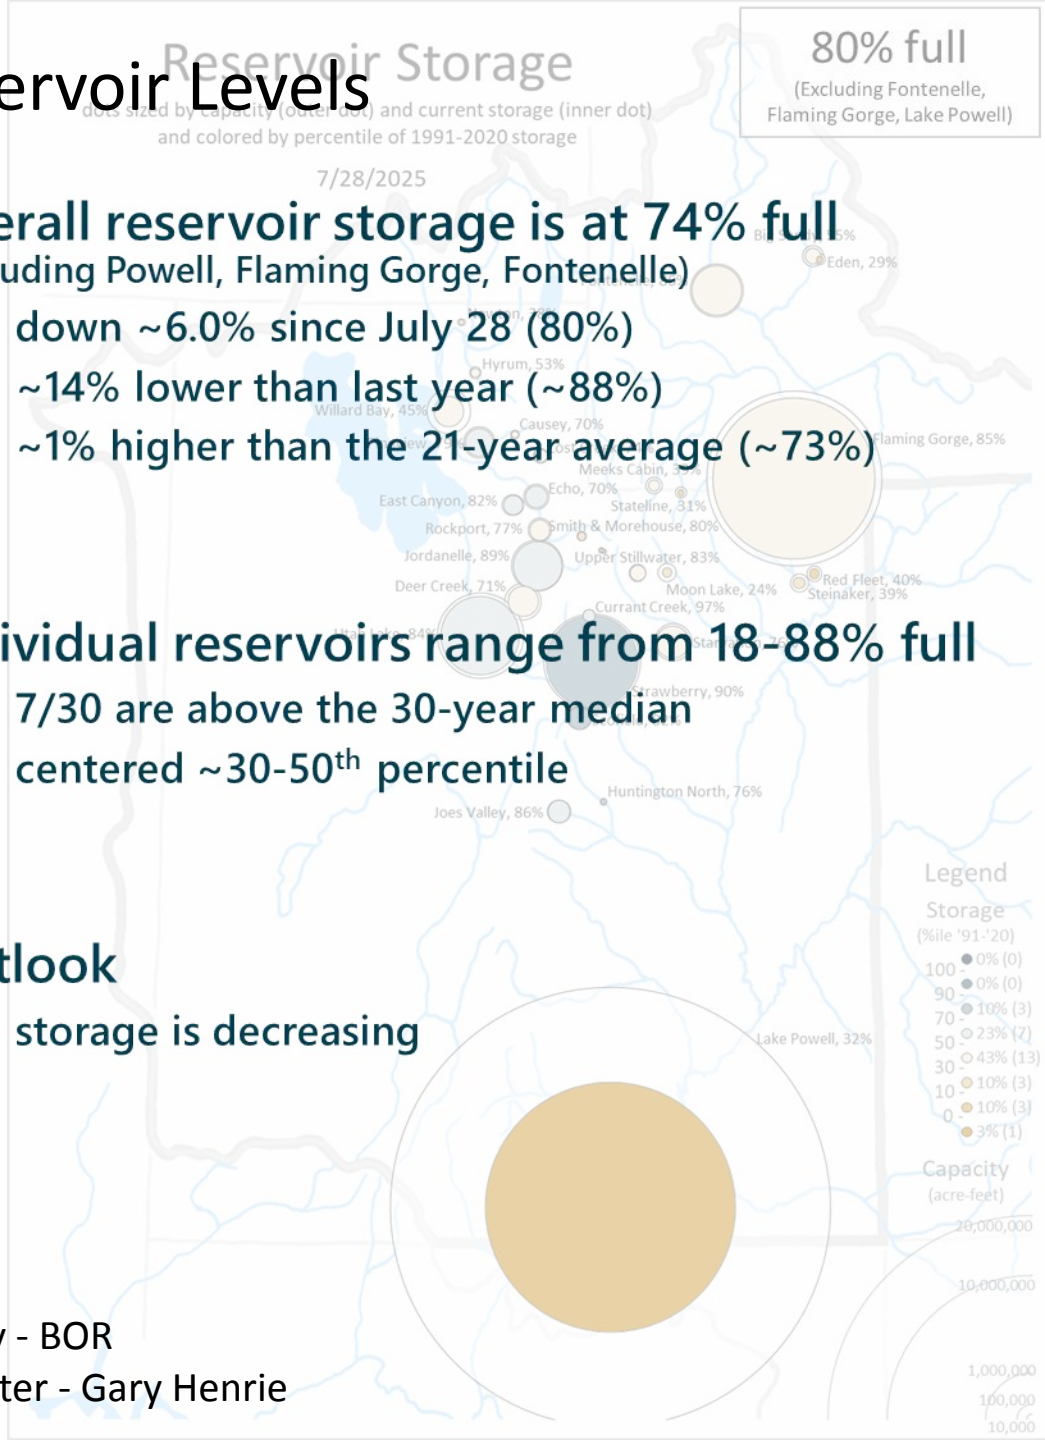 Reservoir Storage
ervoir Levels
dots sized by capacity (outer dot) and current storage (inner dot)
and colored by percentile of 1991-2020 storage
7/28/2025
80% full
(Excluding Fontenelle,
Flaming Gorge, Lake Powell)
erall reservoir storage is at 74% full
uding Powell, Flaming Gorge, Fontenelle)
down ~6.0% since July 28 (80%)
~14% lower than last year (~88%)
~1% higher than the 21-year average (~73%)
Eden, 29%
Hyrum, 53%
Willard Bay, 45%
Causey, 70%
Flaming Gorge, 85%
Meeks Cabin, 39%
East Canyon, 82%
Echo, 70%
Stateline, 31%
Rockport, 77%
Smith & Morehouse, 80%
Jordanelle, 89%
Upper Stillwater, 83%
Deer Creek, 71%
Moon Lake, 24%
Red Fleet, 40%
Steinaker, 39%
Currant Creek, 97%
Utah Lake, 84%
ividual reservoirs range from 18-88% full
Strawberry, 90%
7/30 are above the 30-year median
centered ~30-50th percentile
Huntington North, 76%
Joes Valley, 86%
tlook
storage is decreasing
Lake Powell, 32%
Legend
Storage
(%ile '91-'20)
0% (0)
100 -
0% (0)
90 -
10% (3)
70 -
23% (7)
50 -
43% (13)
30 -
10% (3)
10 -
10% (3)
0 -
3% (1)
Capacity
(acre-feet)
20,000,000
10,000,000
1,000,000
100,000
10,000
- BOR
ter - Gary Henrie